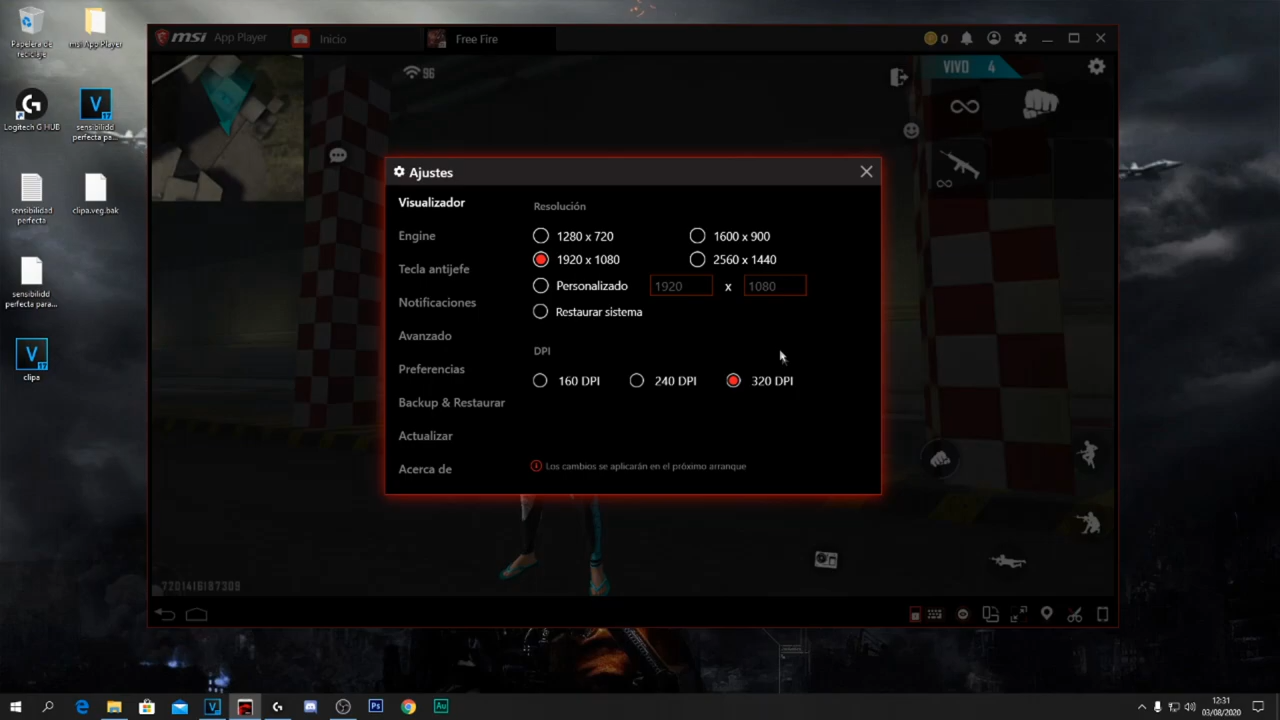 Papelera de
reciclaje
msi App Player
Logitech G HUB
sensibilidd
perfecta pa...
sensibilidad
perfecta
clipa.veg.bak
sensibilidd
perfecta para...
clipa
msi App Player
Inicio
Free Fire
0
96
VIVO 4
Ajustes
Visualizador
Engine
Tecla antijefe
Notificaciones
Avanzado
Preferencias
Backup & Restaurar
Actualizar
Acerca de
Resolución
1280 x 720
1600 x 900
1920 x 1080
2560 x 1440
Personalizado
1920 x 1080
Restaurar sistema
DPI
160 DPI
240 DPI
320 DPI
Los cambios se aplicarán en el próximo arranque
7201416187309
12:31
03/08/2020